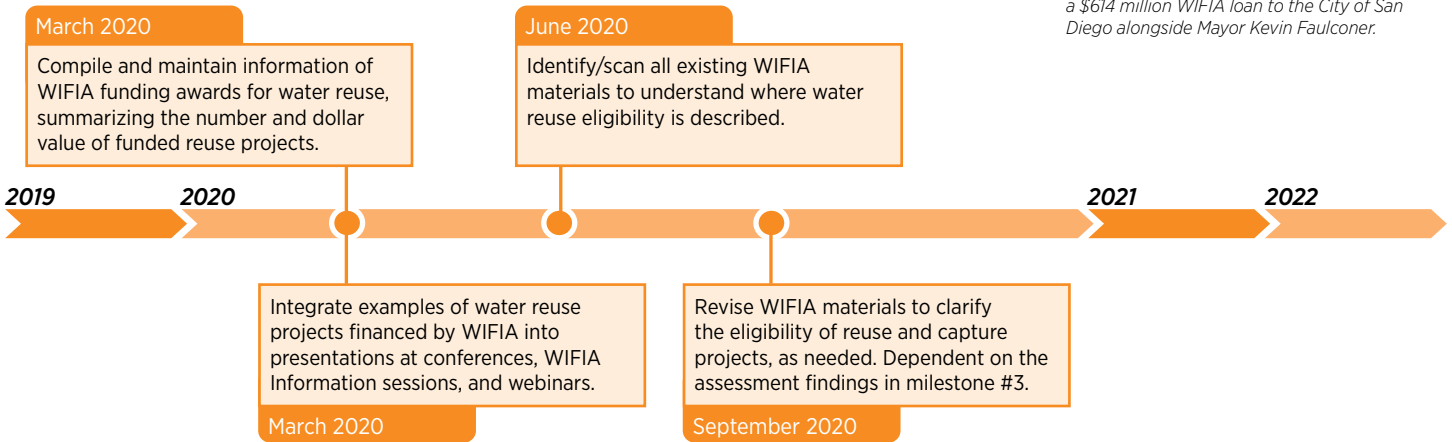 a $614 million WIFIA loan to the City of San
Diego alongside Mayor Kevin Faulconer.
March 2020
Compile and maintain information of
WIFIA funding awards for water reuse,
summarizing the number and dollar
value of funded reuse projects.
June 2020
Identify/scan all existing WIFIA
materials to understand where water
reuse eligibility is described.
2019
2020
2021
2022
Integrate examples of water reuse
projects financed by WIFIA into
presentations at conferences, WIFIA
Information sessions, and webinars.
March 2020
Revise WIFIA materials to clarify
the eligibility of reuse and capture
projects, as needed. Dependent on the
assessment findings in milestone #3.
September 2020